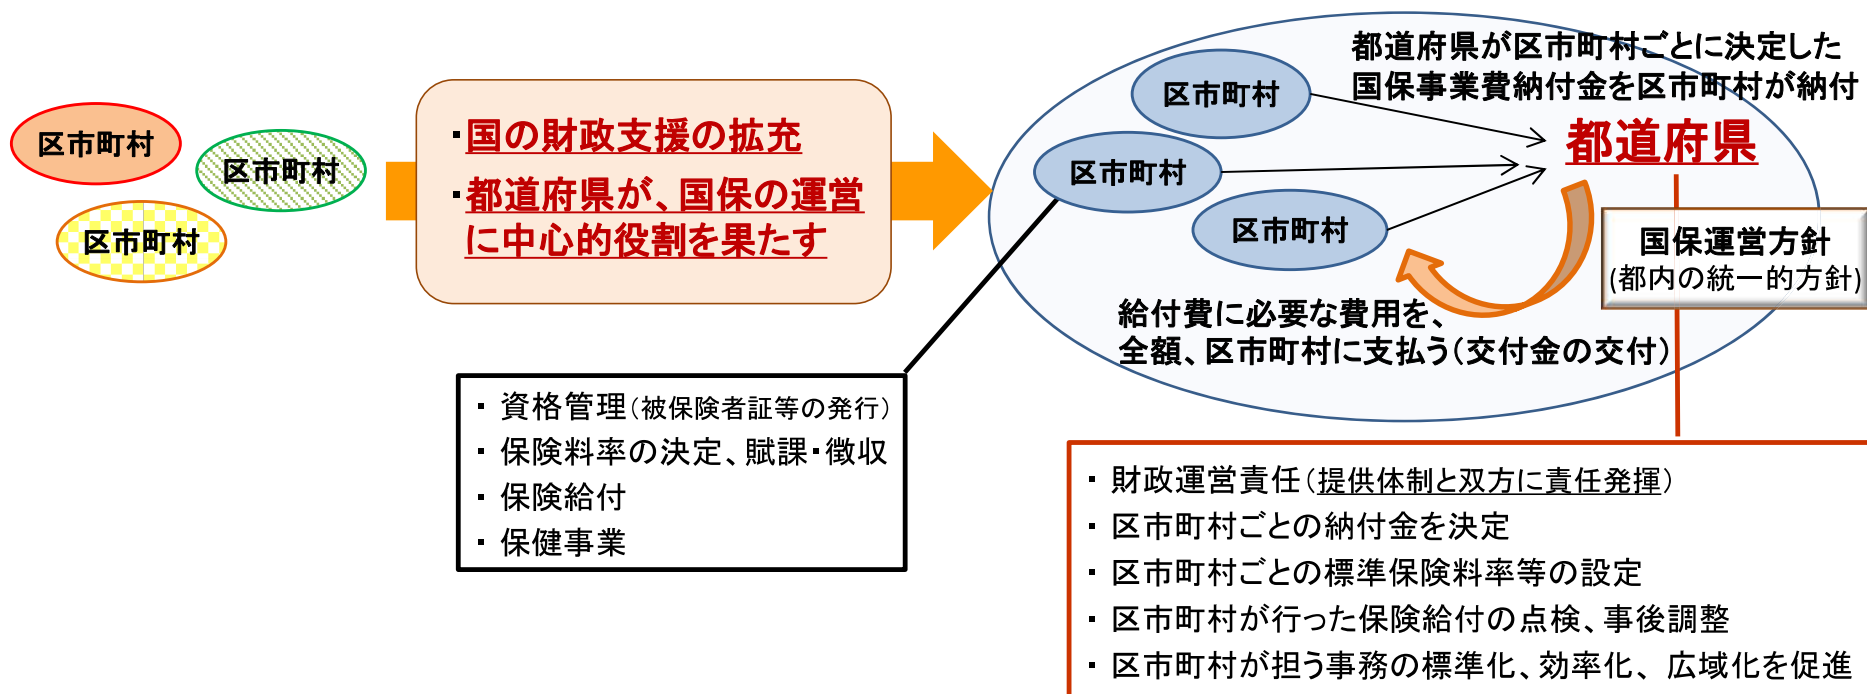 区市町村
区市町村
区市町村
・国の財政支援の拡充
・都道府県が、国保の運営
に中心的役割を果たす
都道府県が区市町村ごとに決定した
国保事業費納付金を区市町村が納付
区市町村
区市町村
区市町村
都道府県
国保運営方針
(都内の統一的方針)
給付費に必要な費用を、
全額、区市町村に支払う(交付金の交付)
・ 資格管理(被保険者証等の発行)
・ 保険料率の決定、賦課・徴収
・ 保険給付
・ 保健事業
・ 財政運営責任(提供体制と双方に責任発揮)
・ 区市町村ごとの納付金を決定
・ 区市町村ごとの標準保険料率等の設定
・ 区市町村が行った保険給付の点検、事後調整
・ 区市町村が担う事務の標準化、効率化、広域化を促進